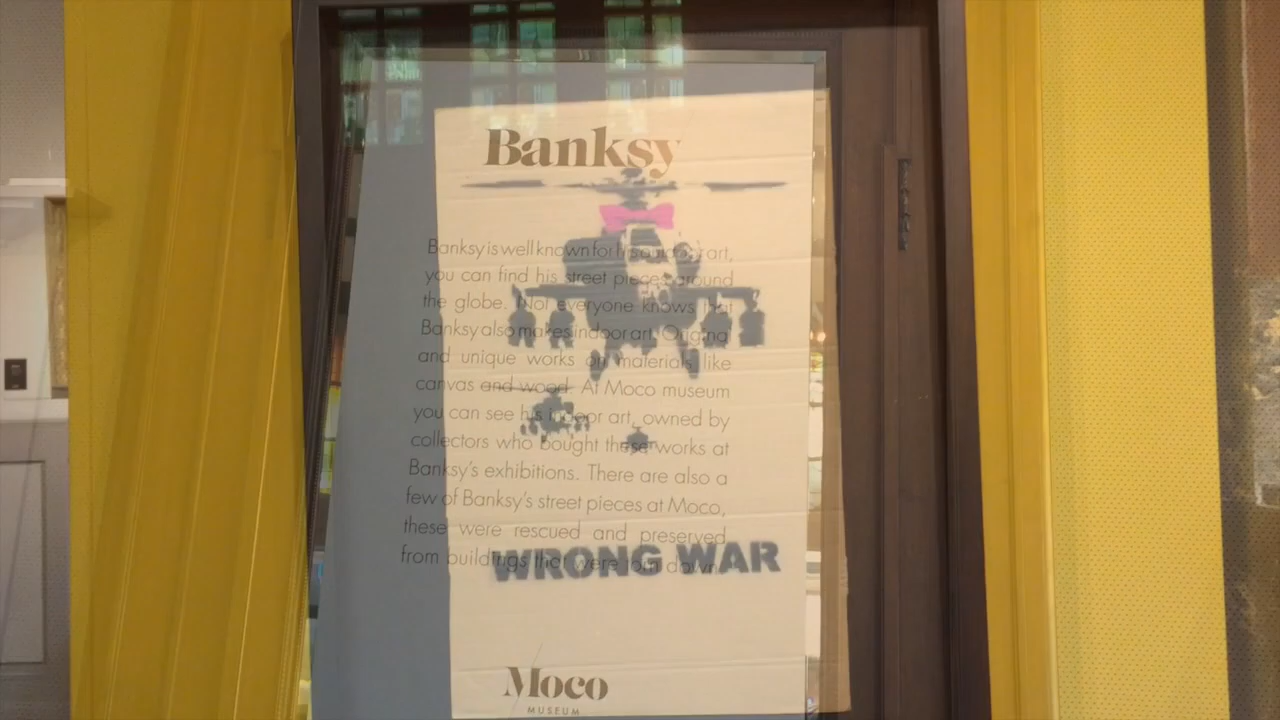 Banksy
Banksy is well known for his outdoor art,
you can find his street pieces around
the globe. Not everyone knows that
Banksy also makes indoor art. Original
and unique works on materials like
canvas and wood. At Moco museum
you can see his indoor art, owned by
collectors who bought these works at
Banksy's exhibitions. There are also a
few of Banksy's street pieces at Moco,
these were rescued and preserved
from buildings that were torn down.
WRONG WAR
Moco
MUSEUM